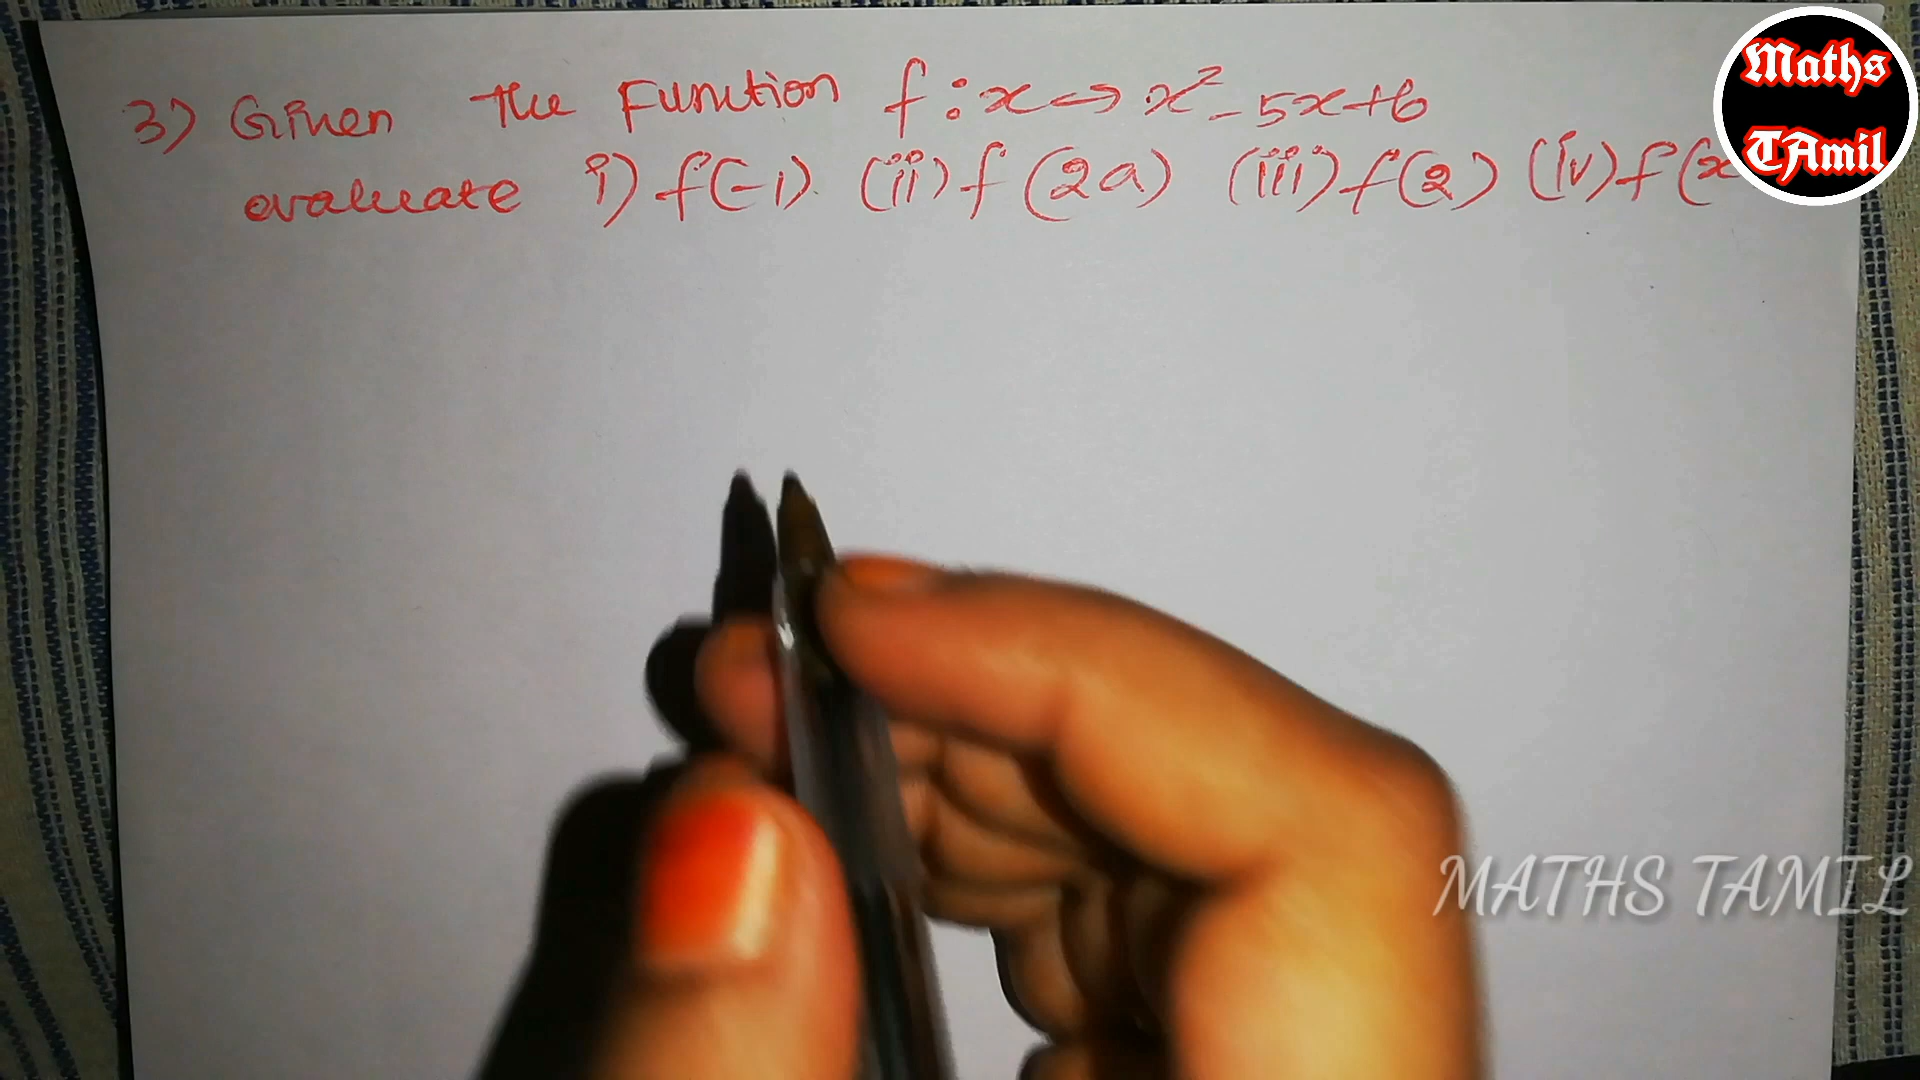 3) Given the Function f : x → x² - 5x + 6
evaluate i) f(-1). (ii) f (2a) (iii) f(2) (iv) f(x
Maths
TAmil
MATHS TAMIL